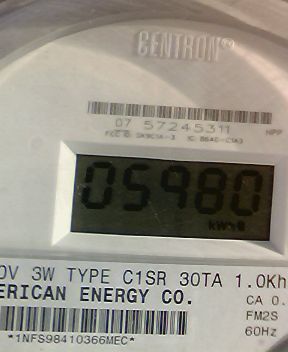 CENTRON®
07 57245311
05980
kWh
0V 3W TYPE C1SR 30TA 1.0Kh
ERICAN ENERGY CO.
CA 0.
FM2S
60Hz
*1NFS98410366MEC*